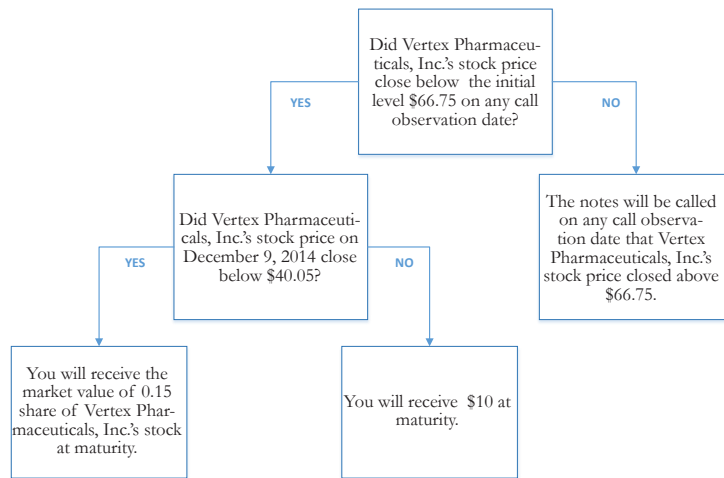 Did Vertex Pharmaceu-
ticals, Inc.'s stock price
close below the initial
level $66.75 on any call
observation date?
YES
NO
Did Vertex Pharmaceuti-
cals, Inc.'s stock price on
December 9, 2014 close
below $40.05?
The notes will be called
on any call observa-
tion date that Vertex
Pharmaceuticals, Inc.'s
stock price closed above
$66.75.
YES
NO
You will receive the
market value of 0.15
share of Vertex Phar-
maceuticals, Inc.'s stock
at maturity.
You will receive $10 at
maturity.